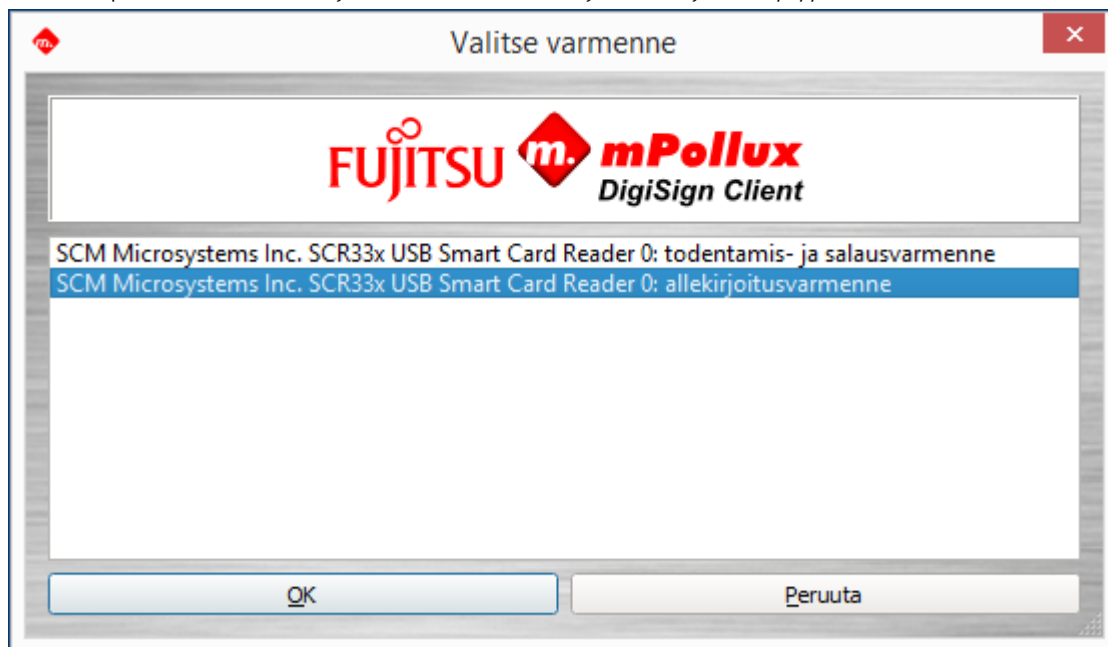 Valitse varmenne
FUJITSU m. mPollux
DigiSign Client
SCM Microsystems Inc. SCR33x USB Smart Card Reader 0: todentamis- ja salausvarmenne
SCM Microsystems Inc. SCR33x USB Smart Card Reader 0: allekirjoitusvarmenne
OK
Peruuta